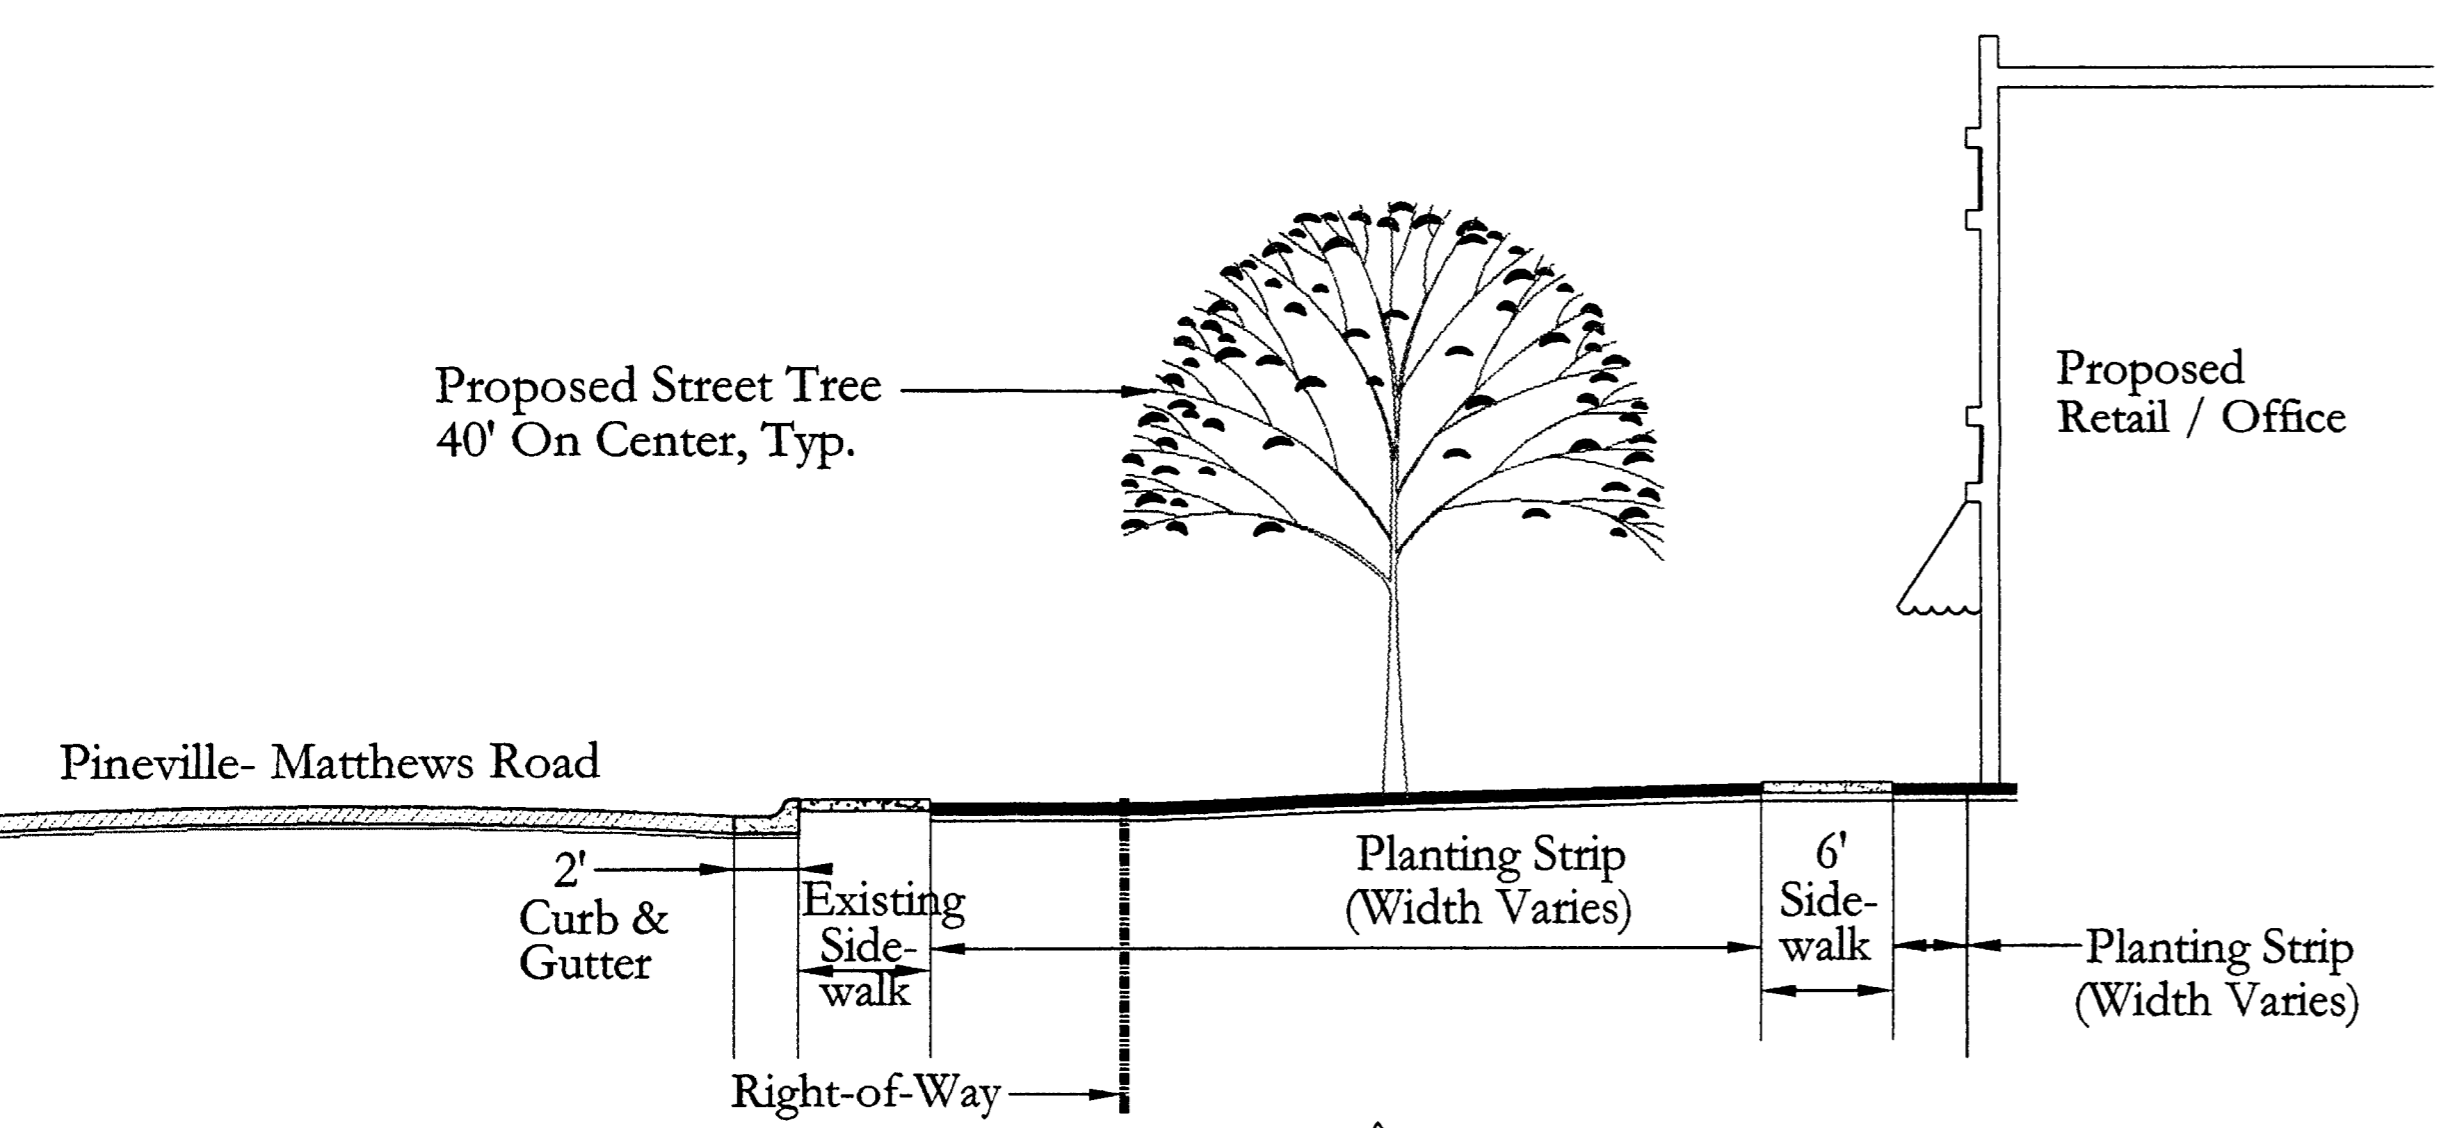 Proposed Street Tree
40' On Center, Typ.
Proposed
Retail / Office
Pineville- Matthews Road
2'
Curb &
Gutter
Existing
Side-
walk
Planting Strip
(Width Varies)
6'
Side-
walk
Planting Strip
(Width Varies)
Right-of-Way